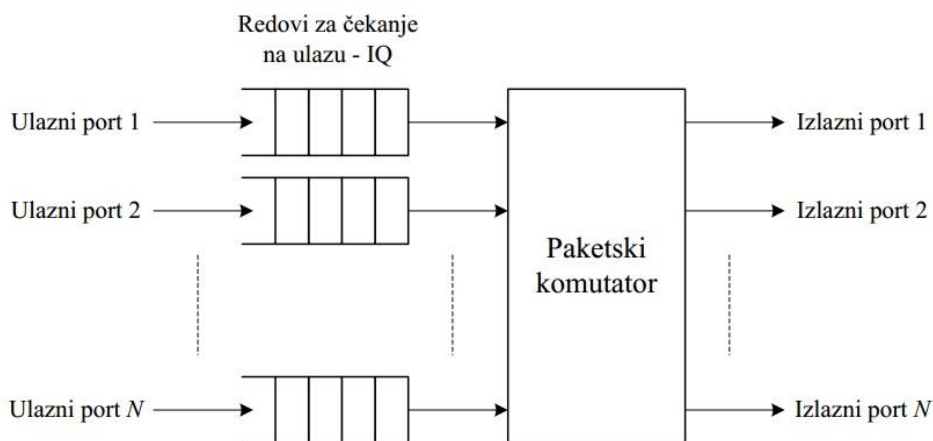 Redovi za čekanje
na ulazu - IQ
Ulazni port 1
Izlazni port 1
Ulazni port 2
Izlazni port 2
Paketski
komutator
Ulazni port N
Izlazni port N